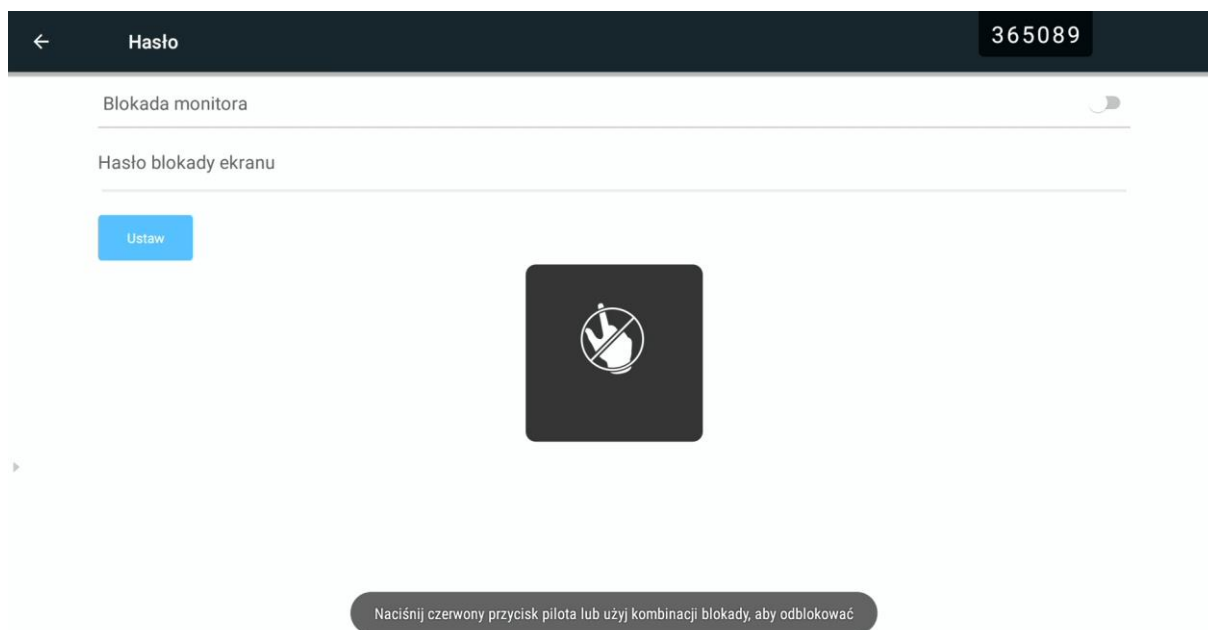 Hasło
365089
Blokada monitora
Hasło blokady ekranu
Ustaw
Naciśnij czerwony przycisk pilota lub użyj kombinacji blokady, aby odblokować